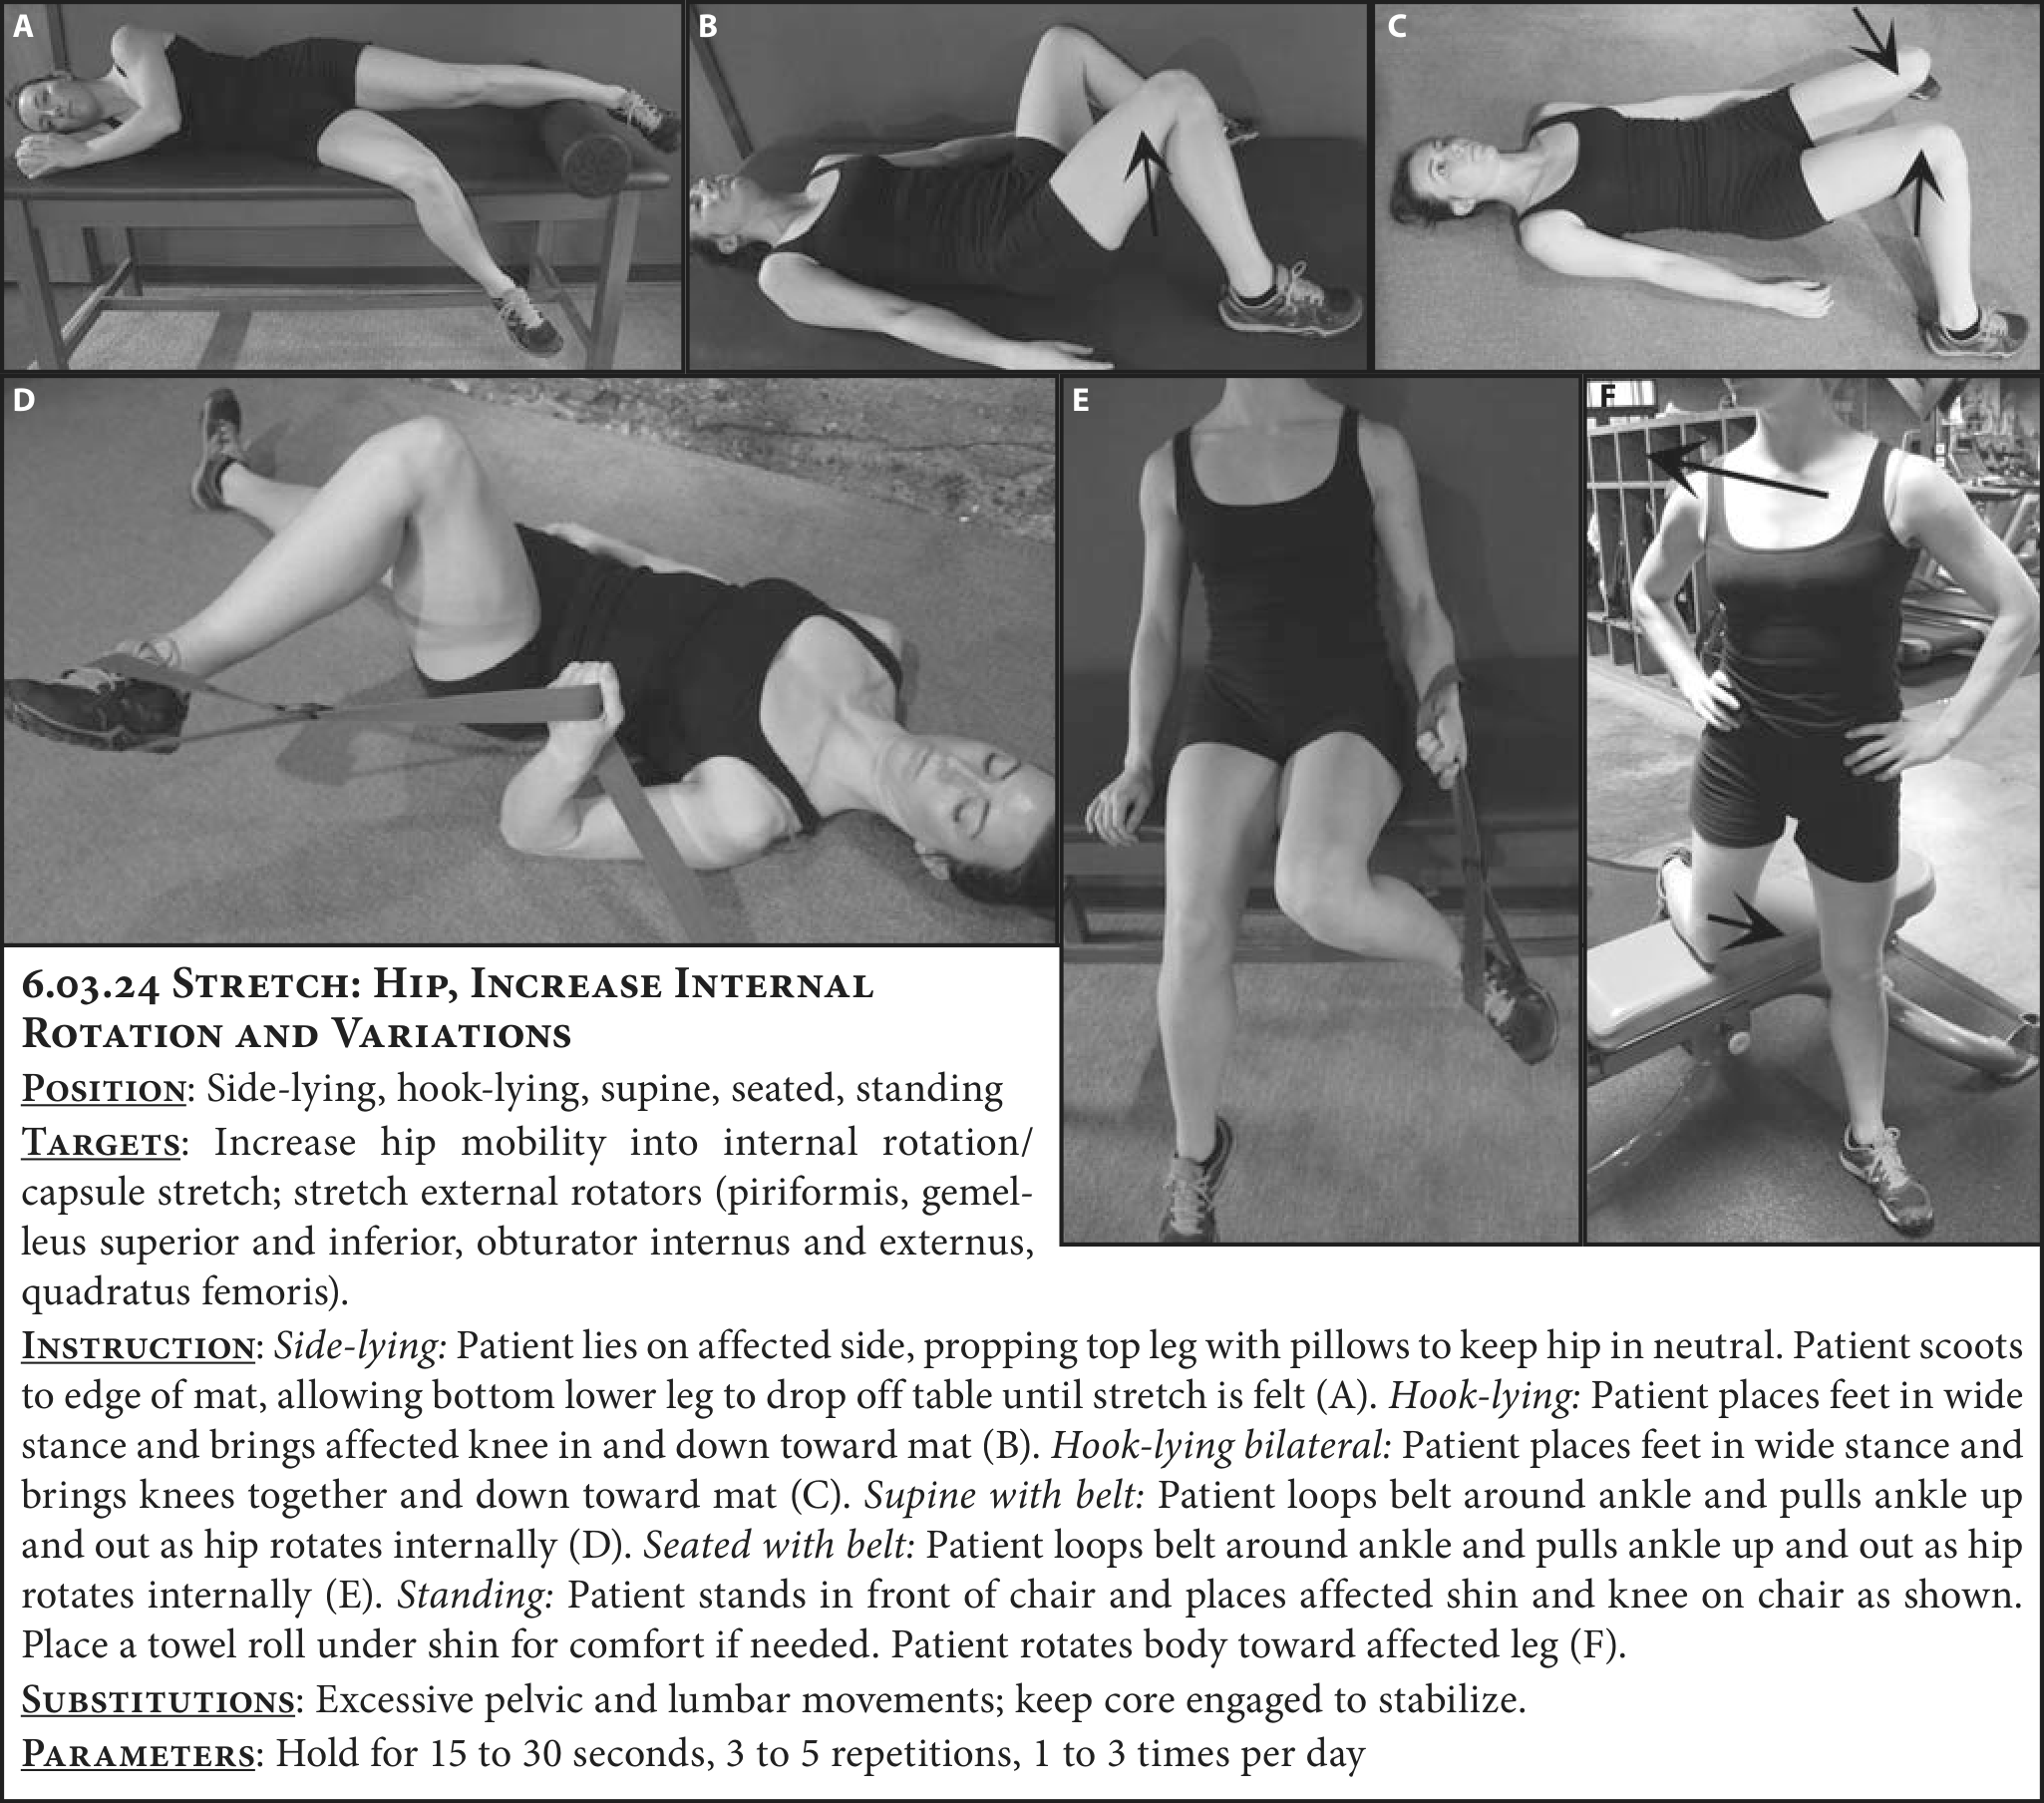 A
B
C
D
E
F
6.03.24 Stretch: Hip, Increase Internal
Rotation and Variations
Position: Side-lying, hook-lying, supine, seated, standing
Targets: Increase hip mobility into internal rotation/
capsule stretch; stretch external rotators (piriformis, gemel-
leus superior and inferior, obturator internus and externus,
quadratus femoris).
Instruction: Side-lying: Patient lies on affected side, propping top leg with pillows to keep hip in neutral. Patient scoots
to edge of mat, allowing bottom lower leg to drop off table until stretch is felt (A). Hook-lying: Patient places feet in wide
stance and brings affected knee in and down toward mat (B). Hook-lying bilateral: Patient places feet in wide stance and
brings knees together and down toward mat (C). Supine with belt: Patient loops belt around ankle and pulls ankle up
and out as hip rotates internally (D). Seated with belt: Patient loops belt around ankle and pulls ankle up and out as hip
rotates internally (E). Standing: Patient stands in front of chair and places affected shin and knee on chair as shown.
Place a towel roll under shin for comfort if needed. Patient rotates body toward affected leg (F).
Substitutions: Excessive pelvic and lumbar movements; keep core engaged to stabilize.
Parameters: Hold for 15 to 30 seconds, 3 to 5 repetitions, 1 to 3 times per day